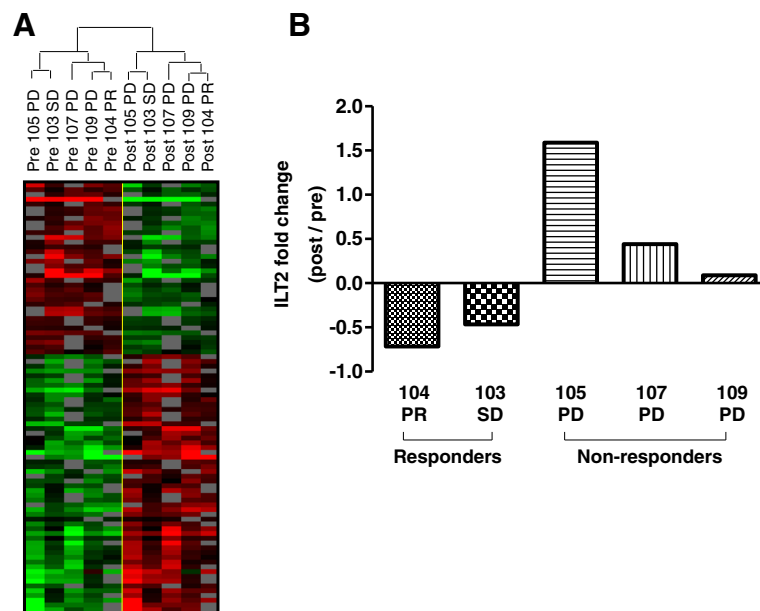 A
Pre 105 PD
Pre 103 SD
Pre 107 PD
Pre 109 PD
Pre 104 PR
Post 105 PD
Post 103 SD
Post 107 PD
Post 109 PD
Post 104 PR
B
ILT2 fold change
(post / pre)
2.0
1.5
1.0
0.5
0.0
-0.5
-1.0
104 103 105 107 109
PR SD PD PD PD
Responders Non-responders